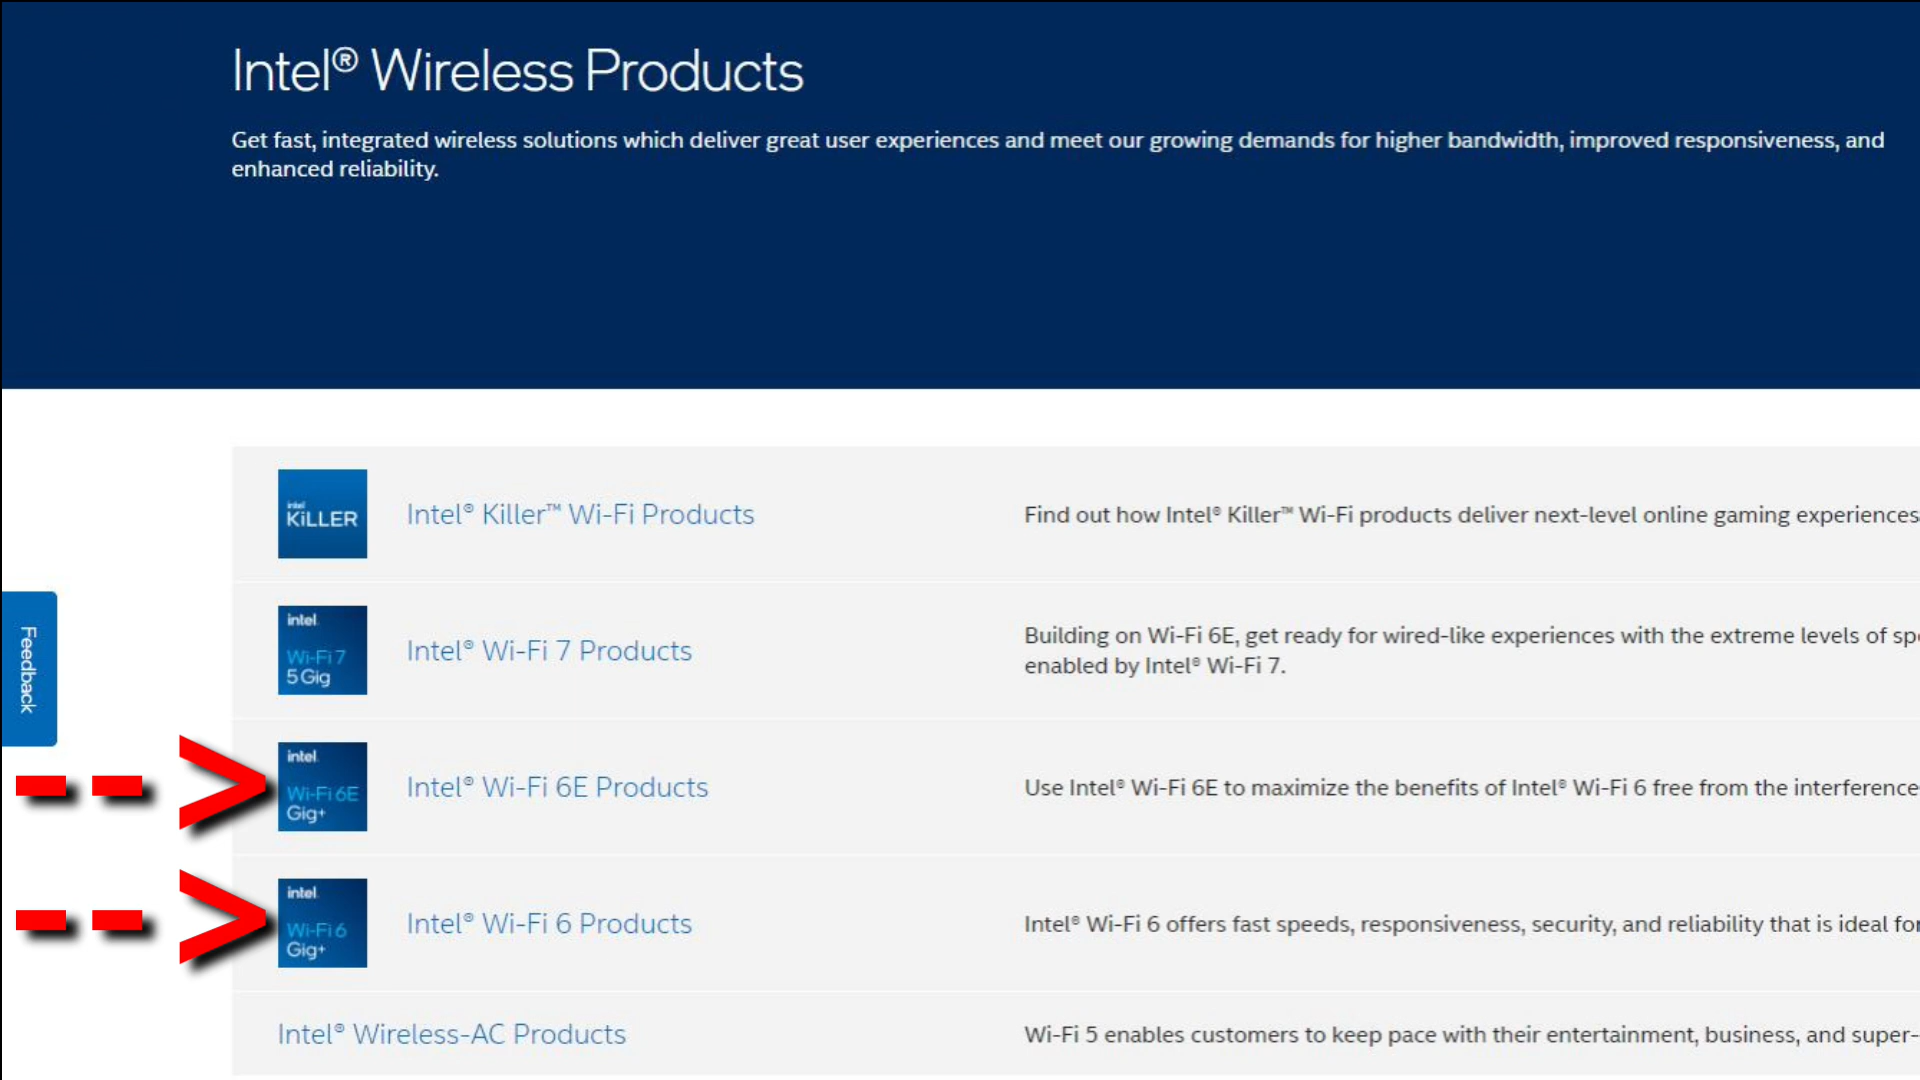 Intel® Wireless Products
Get fast, integrated wireless solutions which deliver great user experiences and meet our growing demands for higher bandwidth, improved responsiveness, and
enhanced reliability.
intel
KiLLER
Intel® Killer™ Wi-Fi Products
Find out how Intel® Killer™ Wi-Fi products deliver next-level online gaming experiences
Feedback
intel
Wi-Fi 7
5 Gig
Intel® Wi-Fi 7 Products
Building on Wi-Fi 6E, get ready for wired-like experiences with the extreme levels of sp
enabled by Intel® Wi-Fi 7.
intel
Wi-Fi 6E
Gig+
Intel® Wi-Fi 6E Products
Use Intel® Wi-Fi 6E to maximize the benefits of Intel® Wi-Fi 6 free from the interference
intel
Wi-Fi 6
Gig+
Intel® Wi-Fi 6 Products
Intel® Wi-Fi 6 offers fast speeds, responsiveness, security, and reliability that is ideal for
Intel® Wireless-AC Products
Wi-Fi 5 enables customers to keep pace with their entertainment, business, and super-